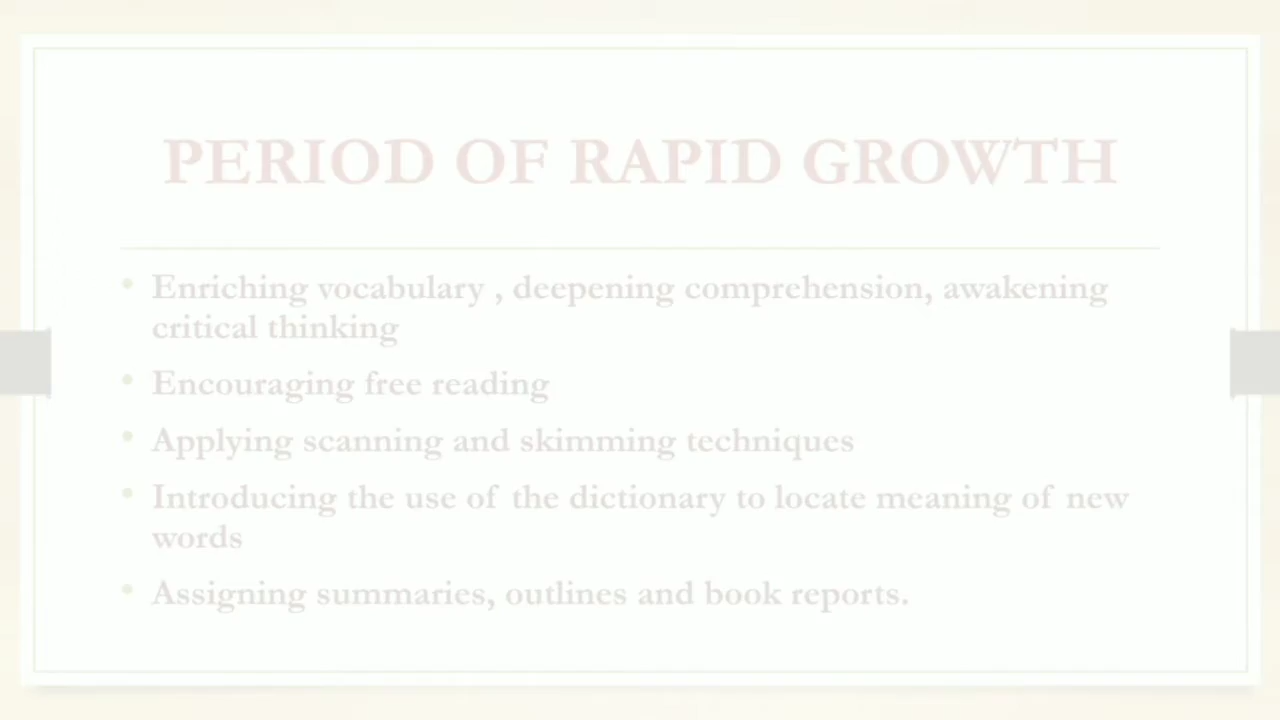 PERIOD OF RAPID GROWTH
• Enriching vocabulary , deepening comprehension, awakening
critical thinking
• Encouraging free reading
• Applying scanning and skimming techniques
• Introducing the use of the dictionary to locate meaning of new
words
• Assigning summaries, outlines and book reports.